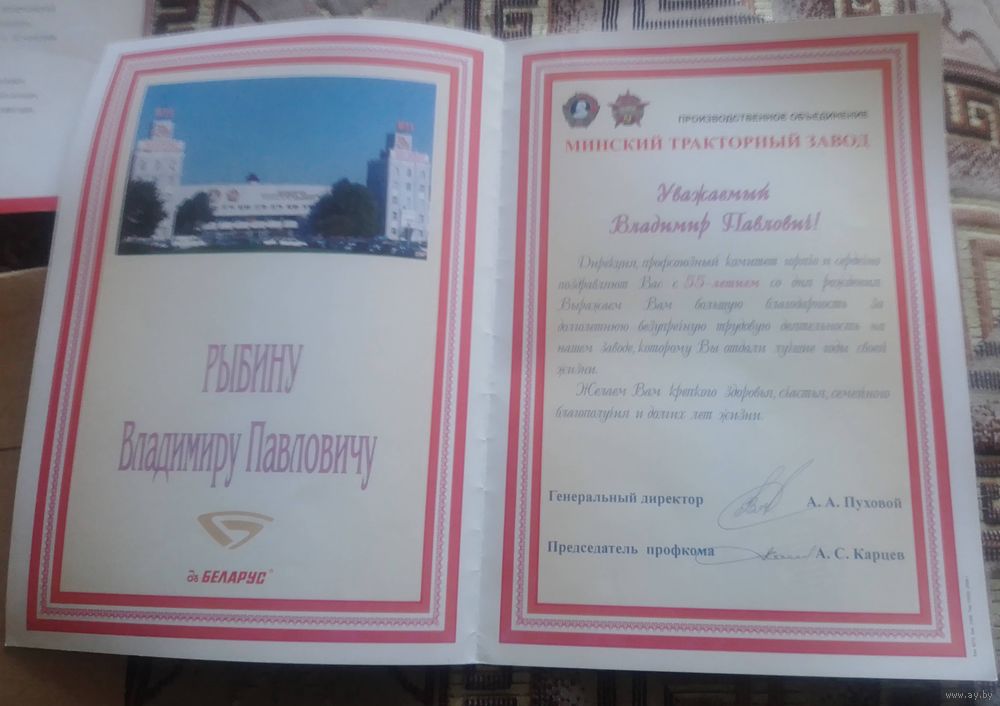 РЫБИНУ
Владимиру Павловичу
БЕЛАРУС
ПРОИЗВОДСТВЕННОЕ ОБЪЕДИНЕНИЕ
МИНСКИЙ ТРАКТОРНЫЙ ЗАВОД
Уважаемый
Владимир Павлович!
Дирекция, профсоюзный комитет и сердечно
поздравляют Вас с 55-летием со дня рождения.
Выражаем Вам большую благодарность за
долголетнюю безупречную трудовую деятельность на
нашем заводе, которому Вы отдали лучшие годы своей
жизни.
Желаем Вам крепкого здоровья, счастья, семейного
благополучия и долгих лет жизни.
Генеральный директор А. А. Пуховой
Председатель профкома А. С. Карцев
www.ay.by